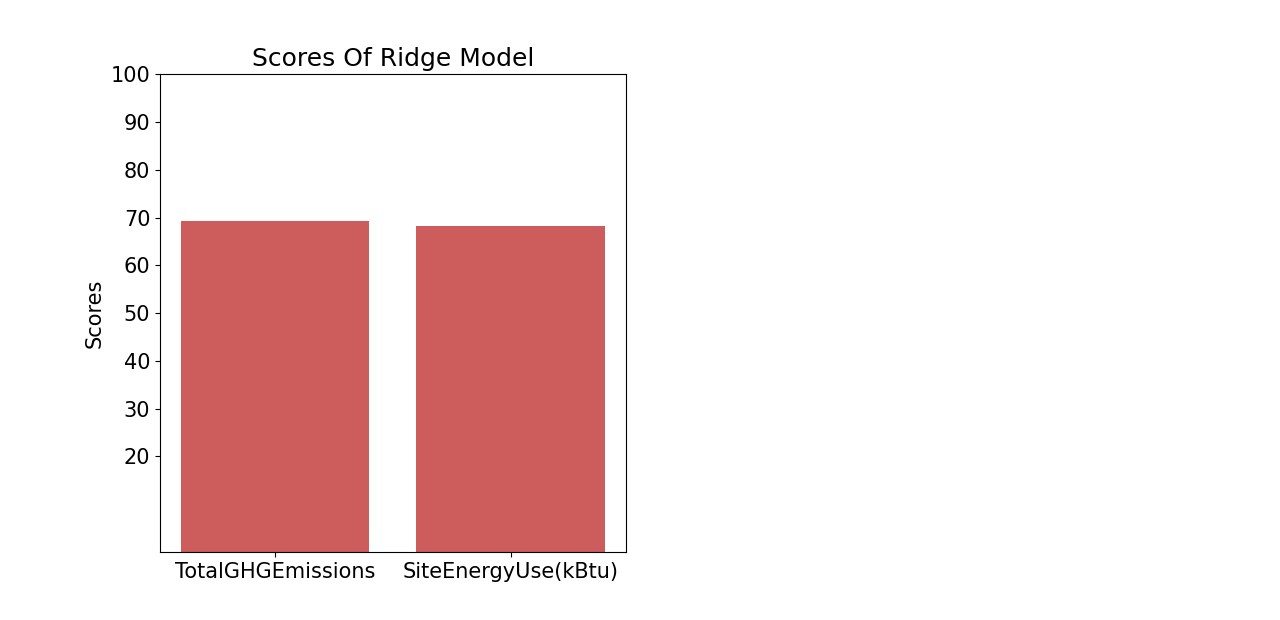 Scores Of Ridge Model
100
90
80
70
60
50
40
30
20
Scores
TotalGHGEmissions
SiteEnergyUse(kBtu)